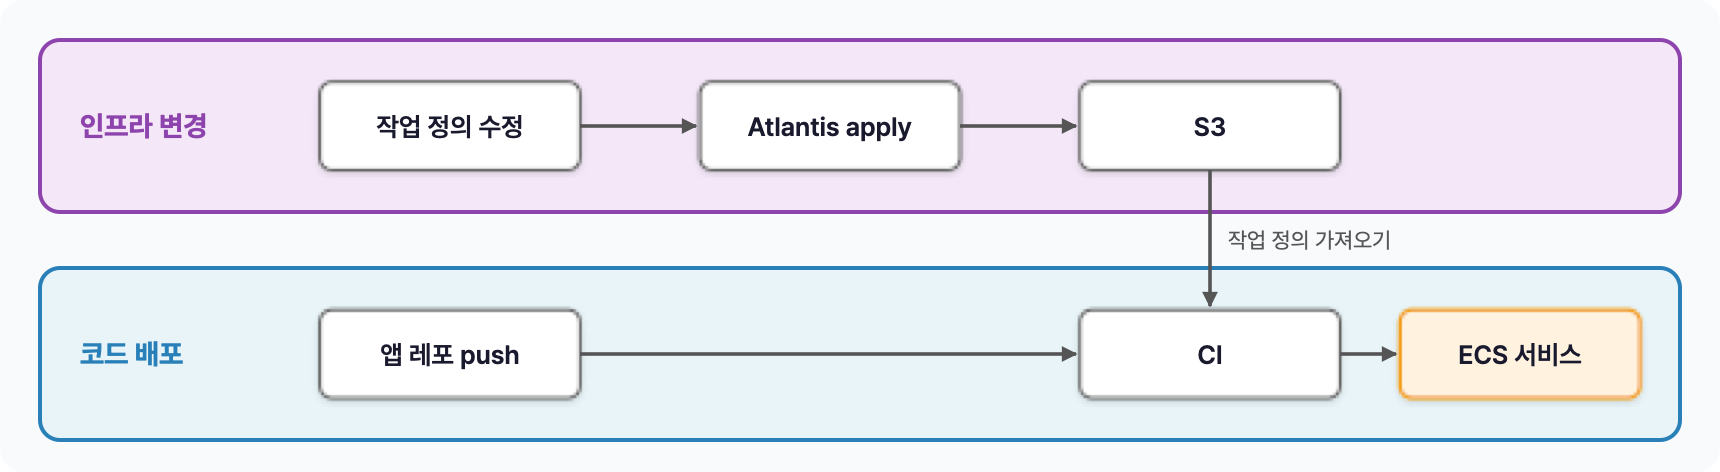 인프라 변경
작업 정의 수정
Atlantis apply
S3
작업 정의 가져오기
코드 배포
앱 레포 push
CI
ECS 서비스